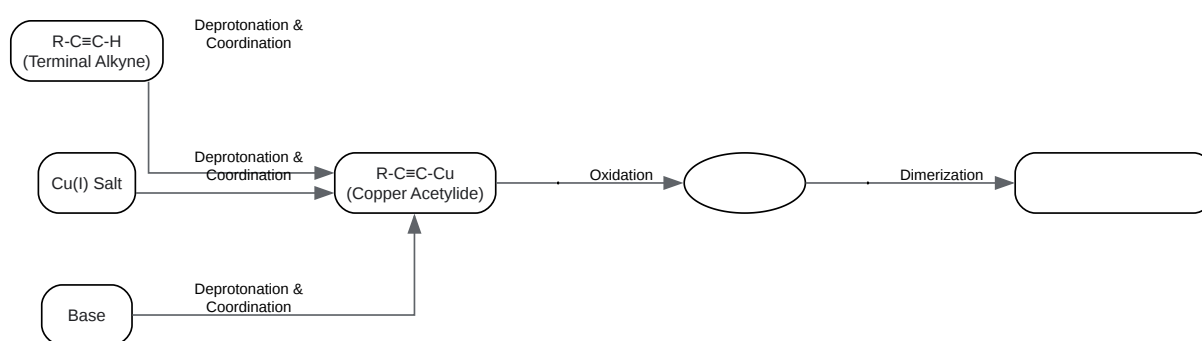 Deprotonation &
Coordination
R-C≡C-H
(Terminal Alkyne)
Deprotonation &
Coordination
Cu(I) Salt
R-C≡C-Cu
(Copper Acetylide)
Oxidation
Dimerization
Deprotonation &
Coordination
Base